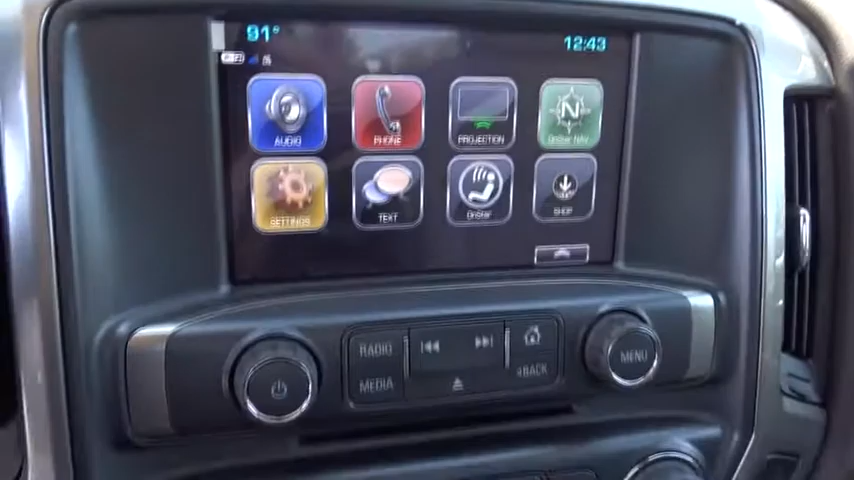 91°
12:43
AUDIO
PHONE
PROJECTION
OnStar NAV
SETTINGS
TEXT
OnStar
SHOP
RADIO
MEDIA
BACK
MENU